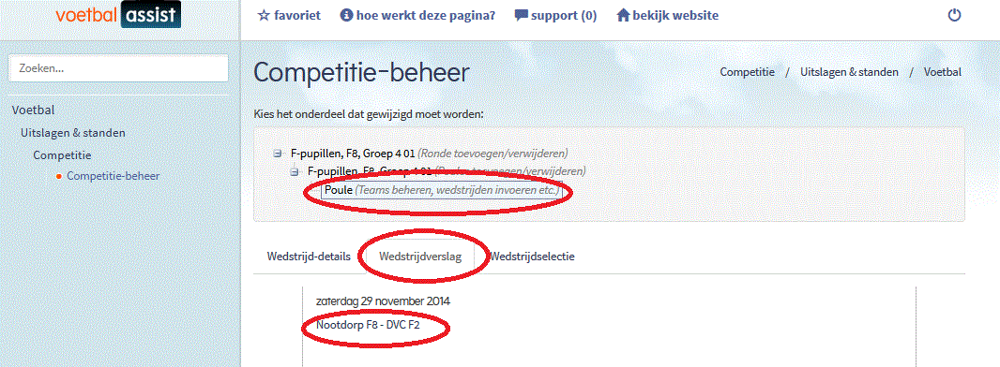 voetbal assist
favoriet hoe werkt deze pagina? support (0) bekijk website
Zoeken...
Voetbal
Uitslagen & standen
Competitie
Competitie-beheer
Competitie-beheer
Competitie / Uitslagen & standen / Voetbal
Kies het onderdeel dat gewijzigd moet worden:
F-pupillen, F8, Groep 4 01 (Ronde toevoegen/verwijderen)
F-pupillen, F8, Groep 4 01 (Poules toevoegen/verwijderen)
Poule (Teams beheren, wedstrijden invoeren etc.)
Wedstrijd-details Wedstrijdverslag Wedstrijdselectie
zaterdag 29 november 2014
Nootdorp F8 - DVC F2